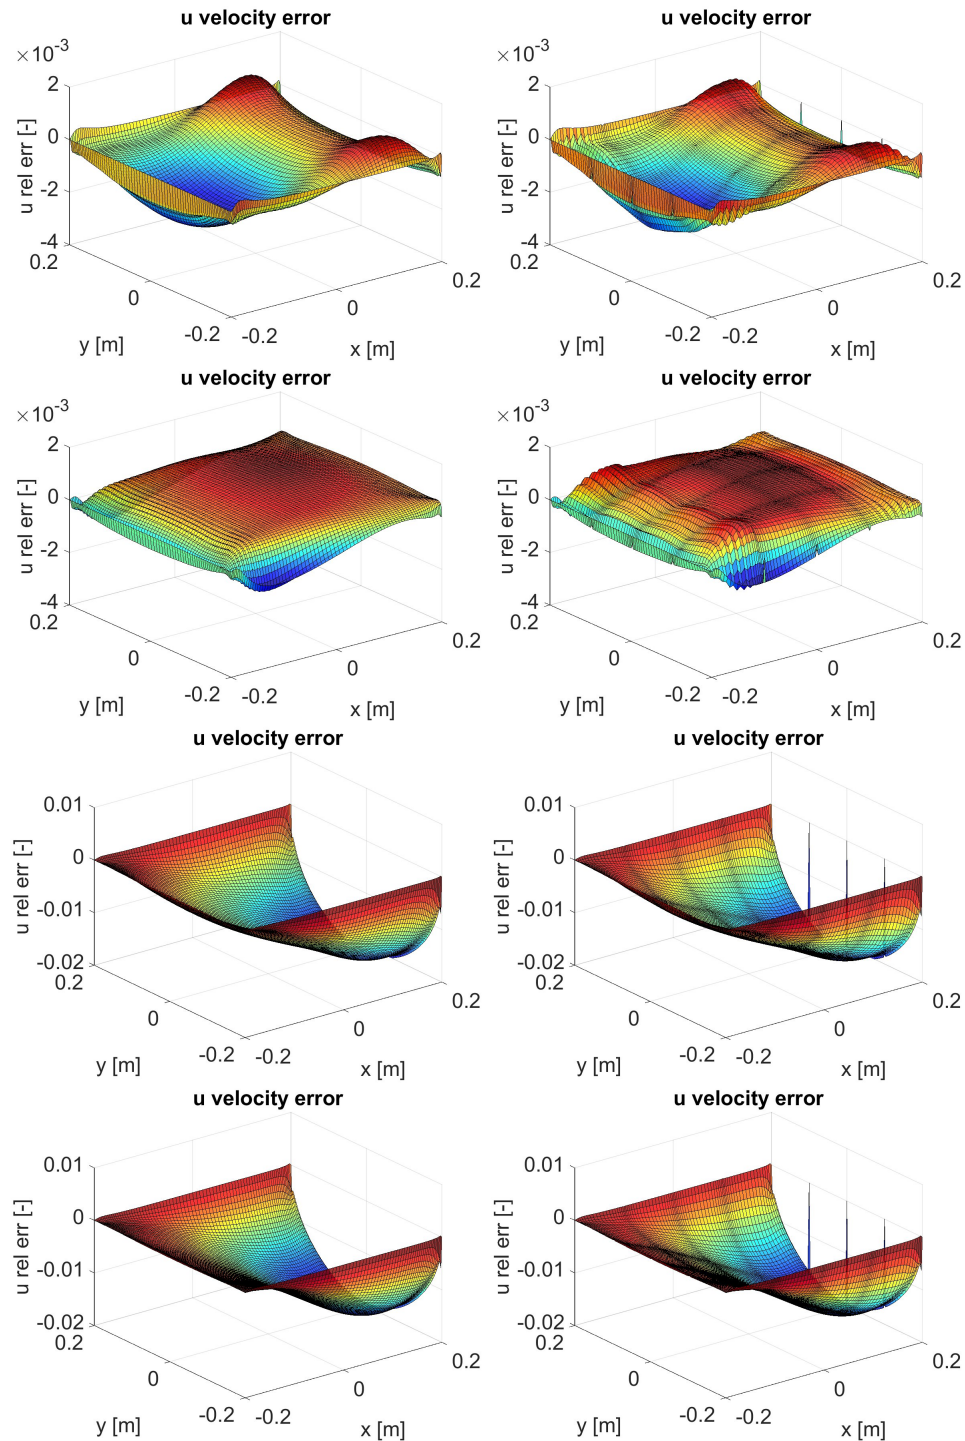 u velocity error
×10⁻³
2
0
-2
-4
u rel err [-]
0.2
0
-0.2
y [m]
-0.2
0
0.2
x [m]
u velocity error
×10⁻³
2
0
-2
-4
u rel err [-]
0.2
0
-0.2
y [m]
-0.2
0
0.2
x [m]
u velocity error
×10⁻³
2
0
-2
-4
u rel err [-]
0.2
0
-0.2
y [m]
-0.2
0
0.2
x [m]
u velocity error
×10⁻³
2
0
-2
-4
u rel err [-]
0.2
0
-0.2
y [m]
-0.2
0
0.2
x [m]
u velocity error
0.01
0
-0.01
-0.02
u rel err [-]
0.2
0
-0.2
y [m]
-0.2
0
0.2
x [m]
u velocity error
0.01
0
-0.01
-0.02
u rel err [-]
0.2
0
-0.2
y [m]
-0.2
0
0.2
x [m]
u velocity error
0.01
0
-0.01
-0.02
u rel err [-]
0.2
0
-0.2
y [m]
-0.2
0
0.2
x [m]
u velocity error
0.01
0
-0.01
-0.02
u rel err [-]
0.2
0
-0.2
y [m]
-0.2
0
0.2
x [m]